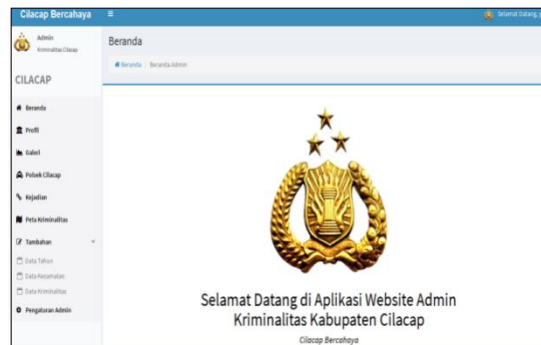 Cilacap Bercahaya
Selamat Datang,
Admin
Kriminalitas Cilacap
CILACAP
Beranda
Profil
Galeri
Polsek Cilacap
Kejadian
Peta Kriminalitas
Tambahan
Data Tahun
Data Kecamatan
Data Kriminalitas
Pengaturan Admin
Beranda
Beranda / Beranda Admin
Selamat Datang di Aplikasi Website Admin
Kriminalitas Kabupaten Cilacap
Cilacap Bercahaya